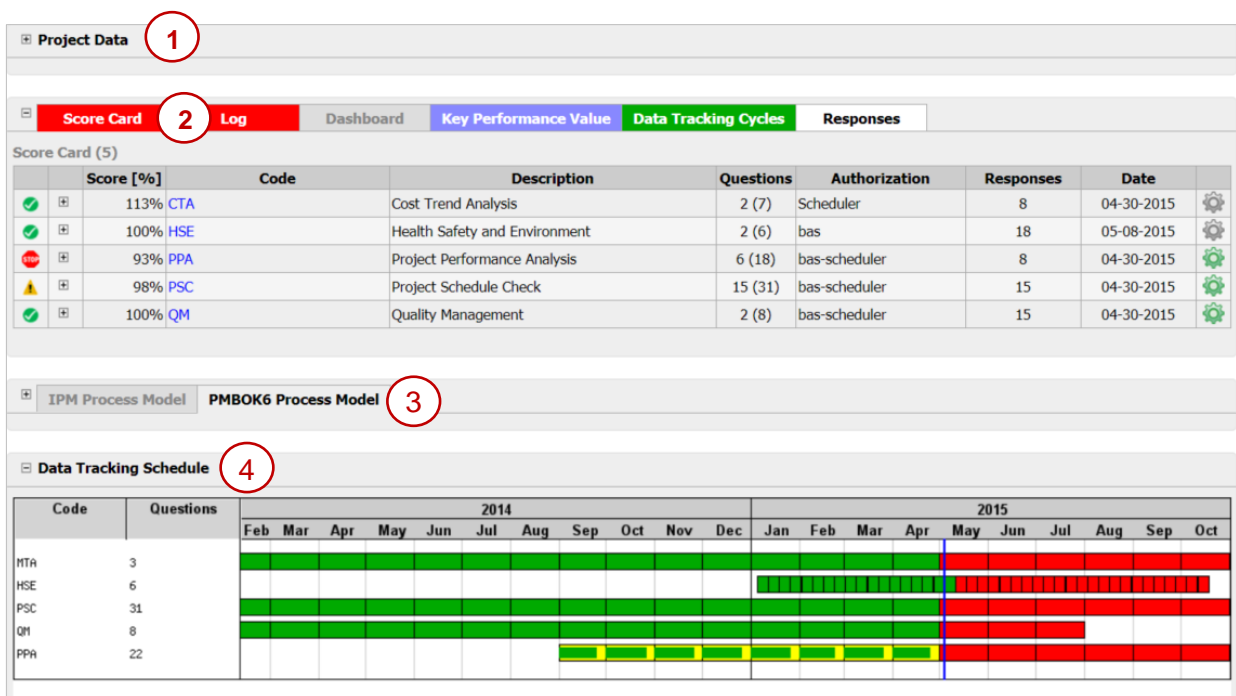 Project Data 1
Score Card 2 Log Dashboard Key Performance Value Data Tracking Cycles Responses
Score Card (5)
Score [%] Code Description Questions Authorization Responses Date
113% CTA Cost Trend Analysis 2 (7) Scheduler 8 04-30-2015
100% HSE Health Safety and Environment 2 (6) bas 18 05-08-2015
STOP 93% PPA Project Performance Analysis 6 (18) bas-scheduler 8 04-30-2015
98% PSC Project Schedule Check 15 (31) bas-scheduler 15 04-30-2015
100% QM Quality Management 2 (8) bas-scheduler 15 04-30-2015
IPM Process Model PMBOK6 Process Model 3
Data Tracking Schedule 4
Code Questions 2014 2015
Feb Mar Apr May Jun Jul Aug Sep Oct Nov Dec Jan Feb Mar Apr May Jun Jul Aug Sep Oct
MTA 3
HSE 6
PSC 31
QM 8
PPA 22